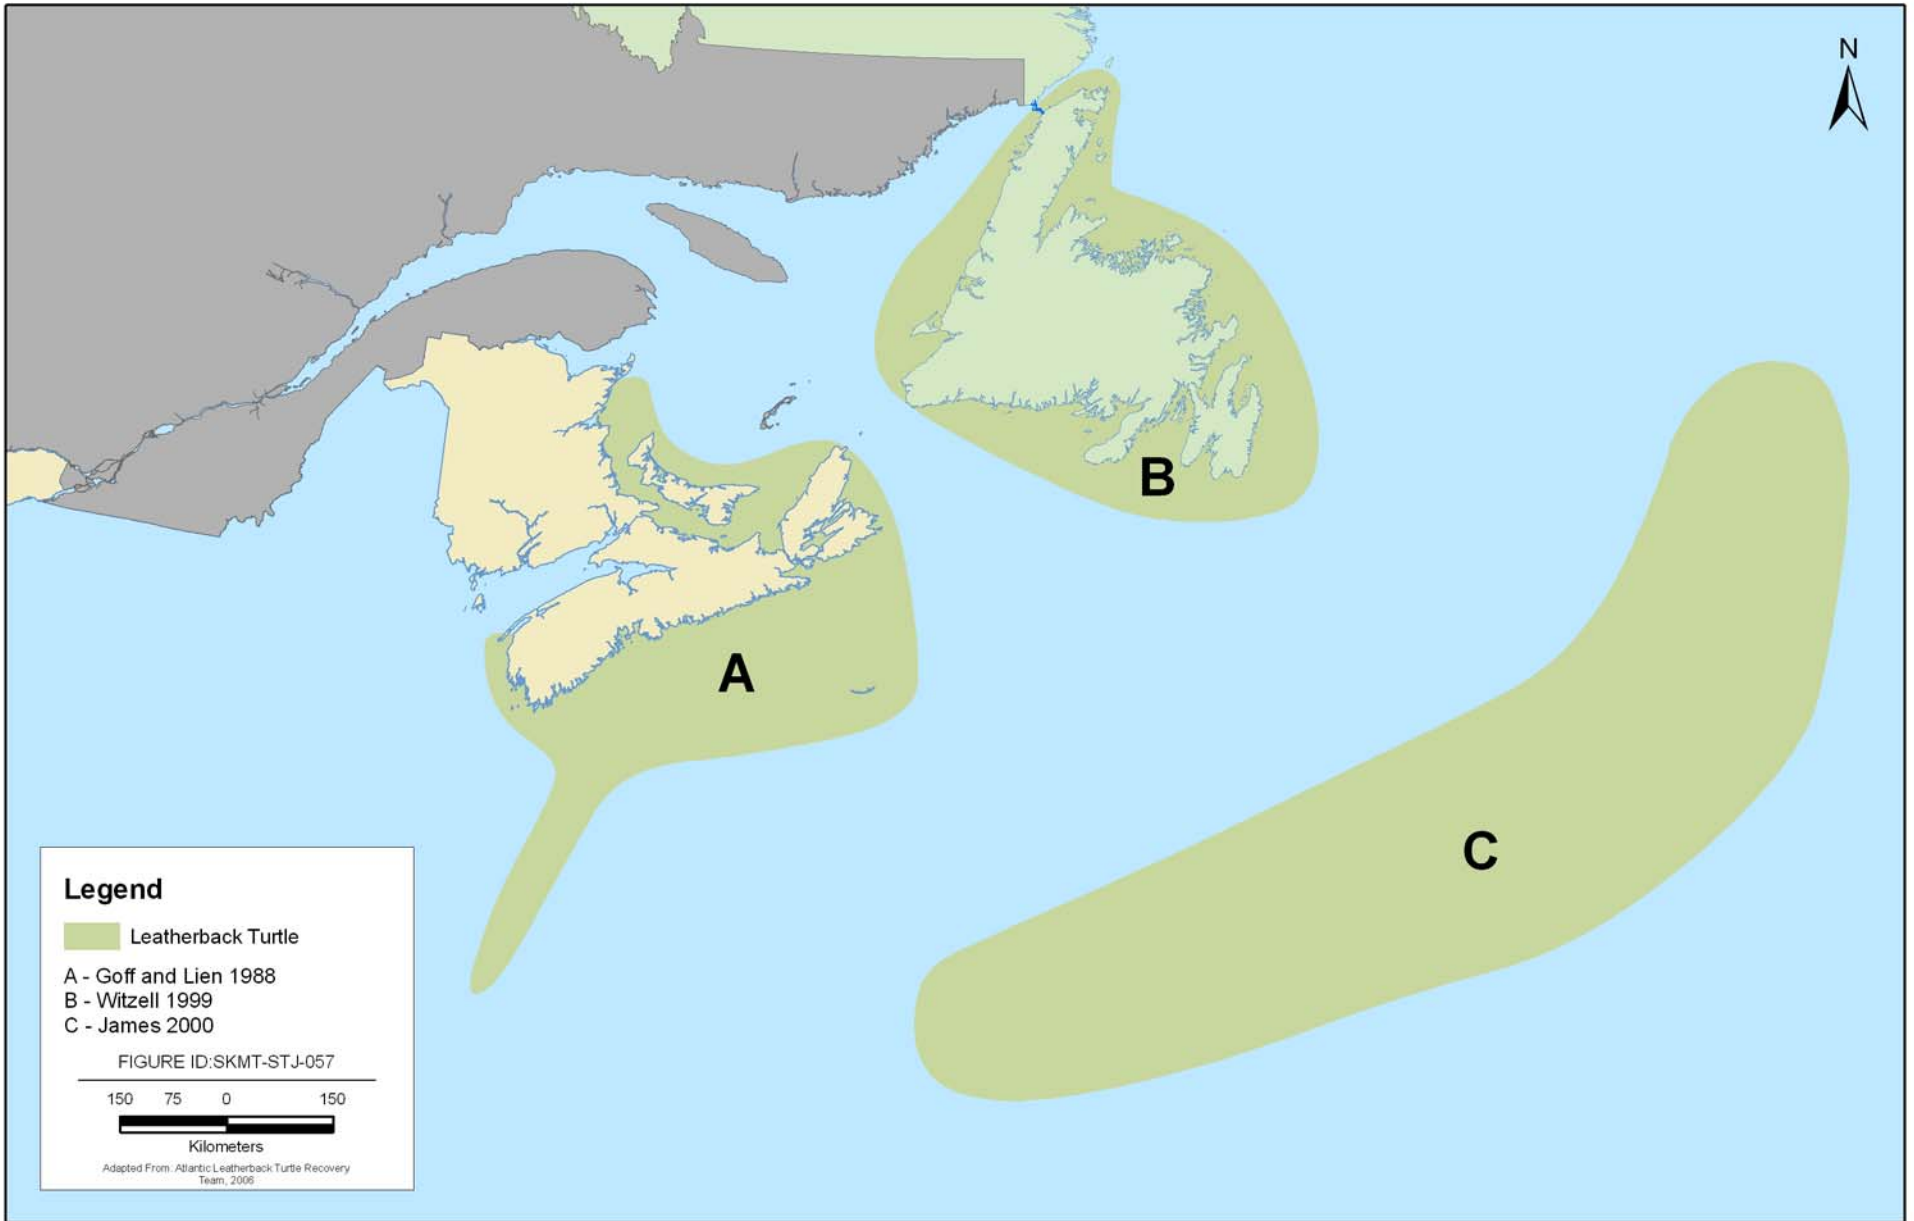 N
B
A
C
Legend
Leatherback Turtle
A - Goff and Lien 1988
B - Witzell 1999
C - James 2000
FIGURE ID:SKMT-STJ-057
150 75 0 150
Kilometers
Adapted From: Atlantic Leatherback Turtle Recovery
Team, 2006